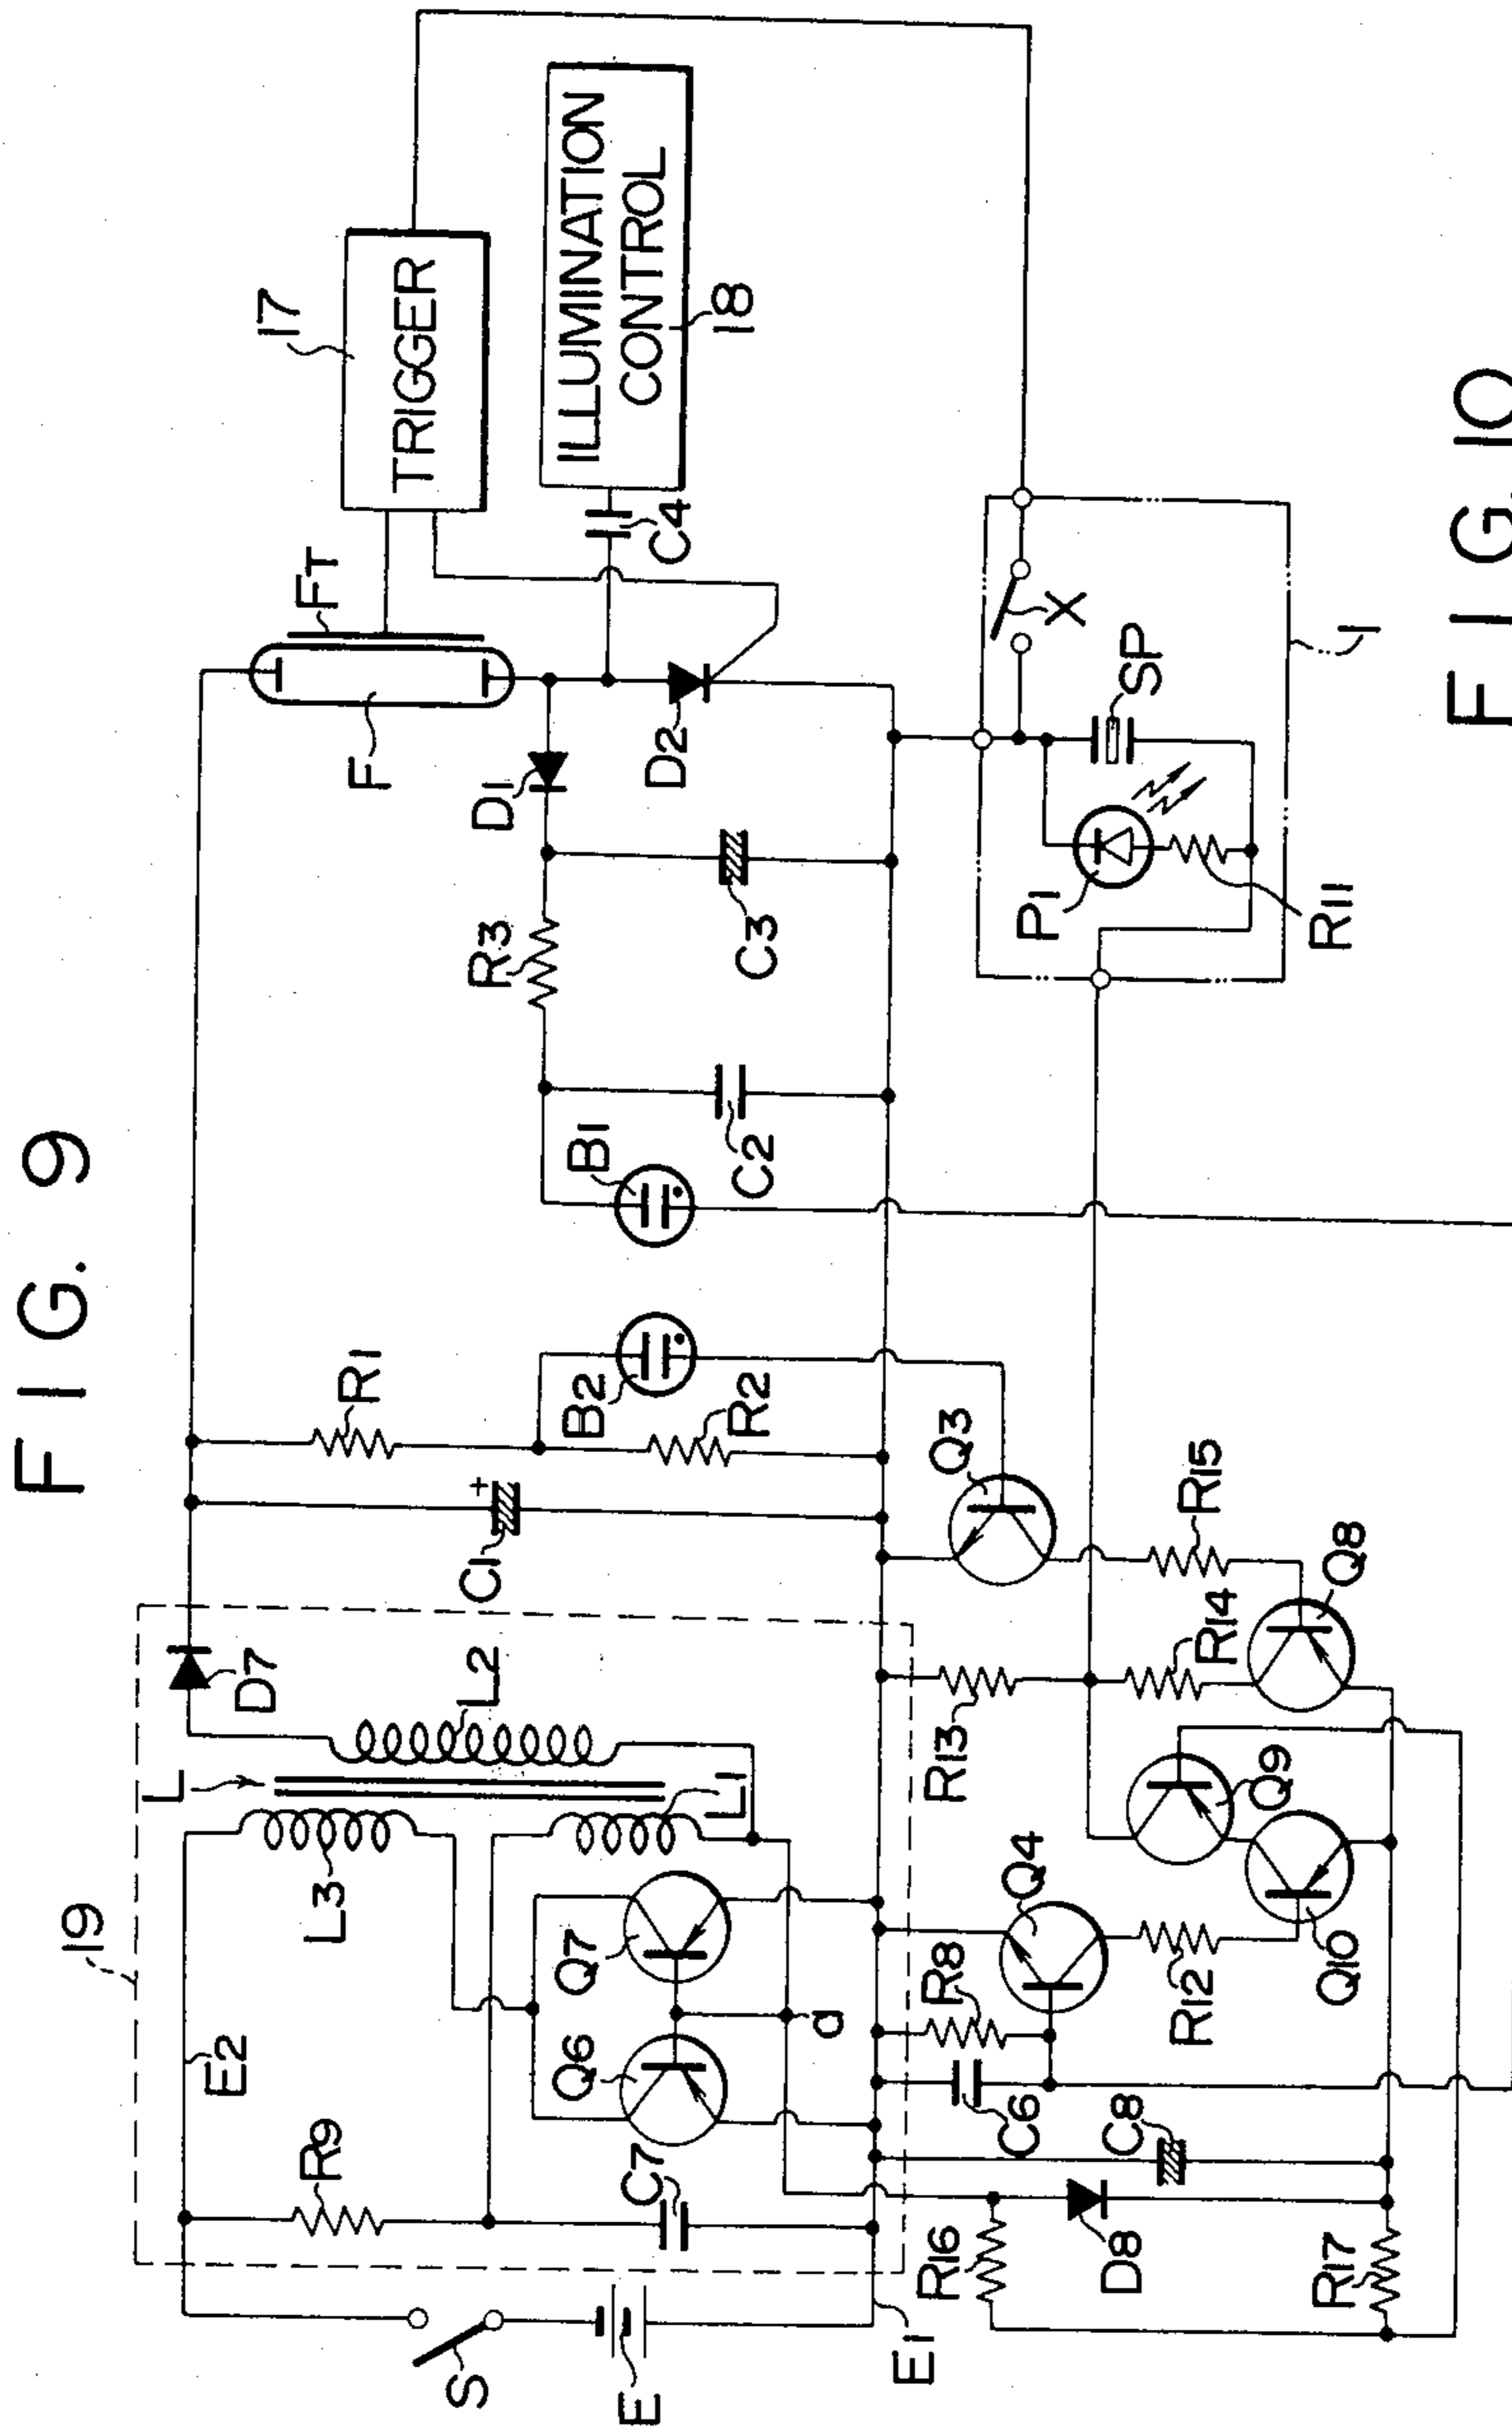 FIG. 9
17
TRIGGER
ILLUMINATION
CONTROL
18
FT
F
C4
D1
D2
R3
C3
C2
B1
B2
R1
R2
C1
D7
L
L2
L1
L3
19
E2
R9
Q7
Q6
d
C7
S
E
E1
X
SP
P1
R11
1
Q3
R15
Q8
R14
R13
Q9
Q4
R8
R12
Q10
C6
C8
R16
D8
R17
FIG. 10